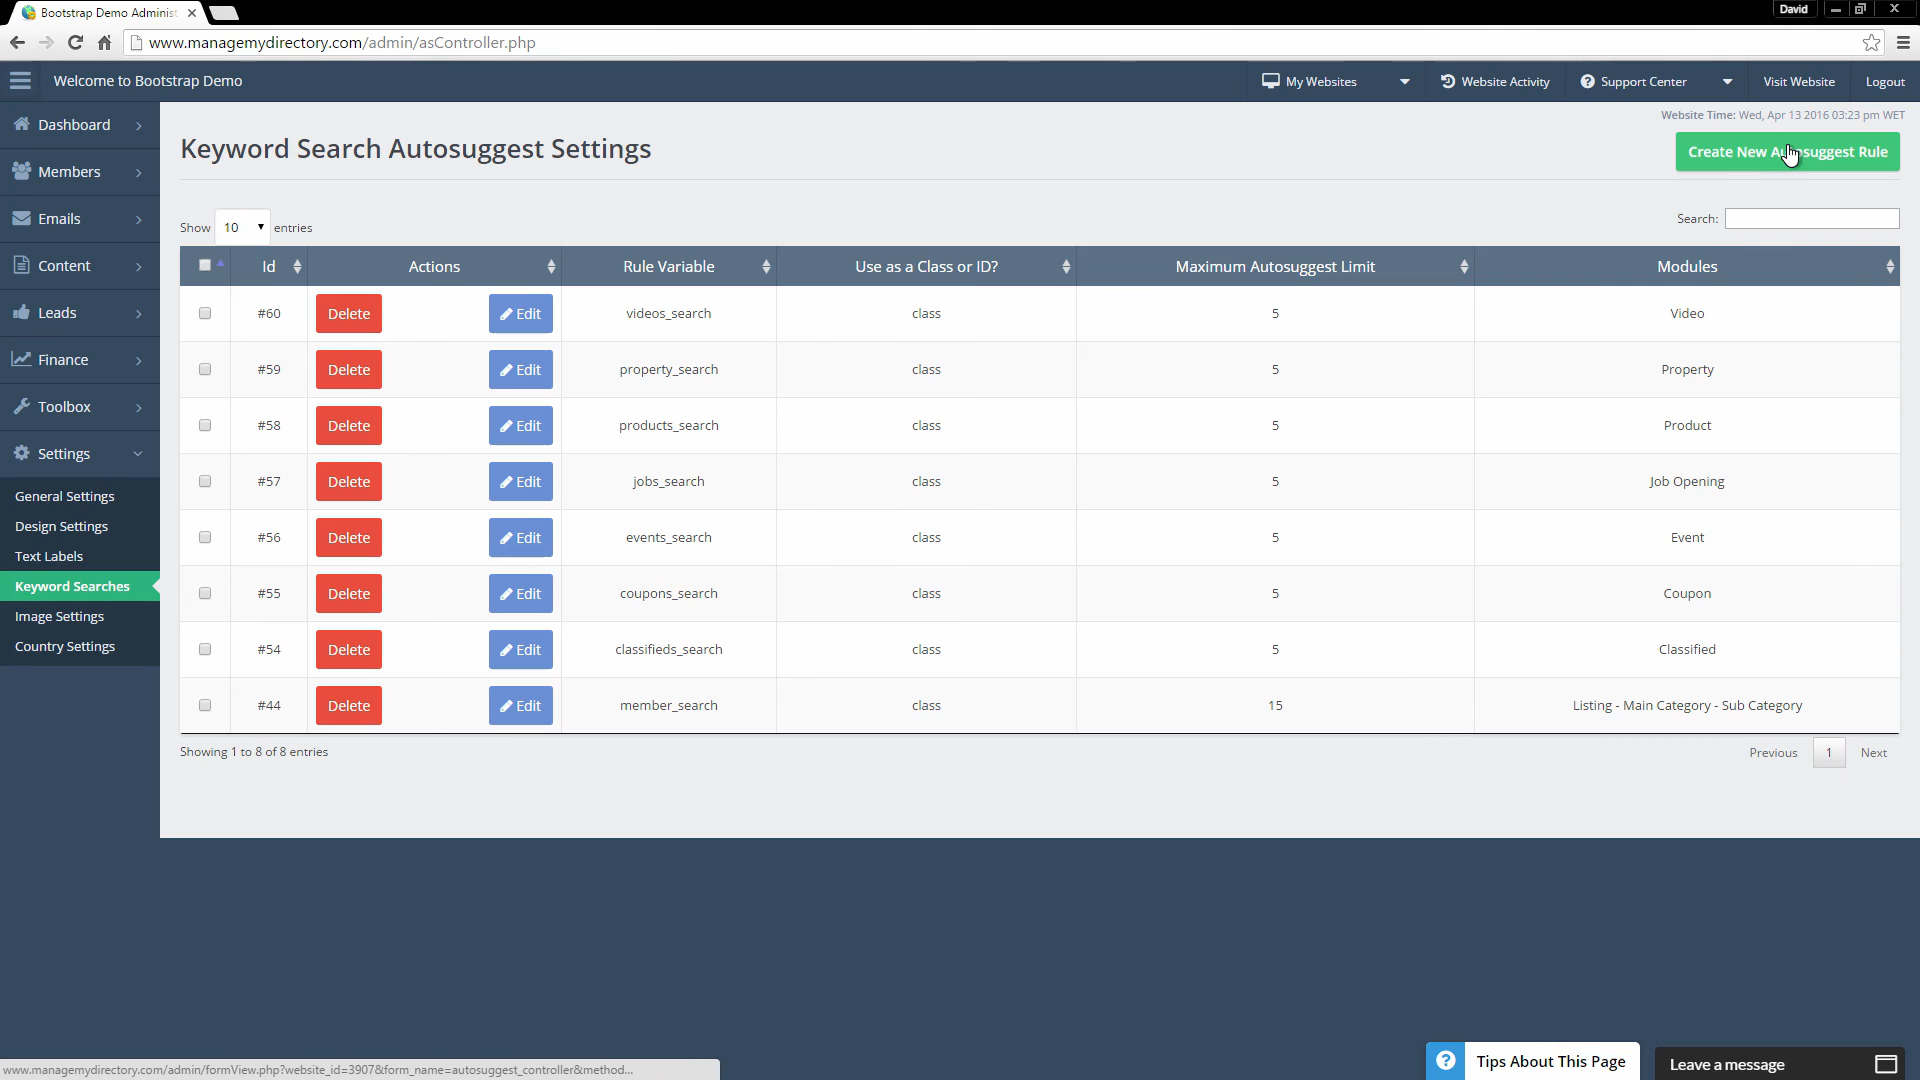 Bootstrap Demo Administ
David
www.managemydirectory.com/admin/asController.php
Welcome to Bootstrap Demo
My Websites
Website Activity
Support Center
Visit Website
Logout
Website Time: Wed, Apr 13 2016 03:23 pm WET
Dashboard
Members
Emails
Content
Leads
Finance
Toolbox
Settings
General Settings
Design Settings
Text Labels
Keyword Searches
Image Settings
Country Settings
Keyword Search Autosuggest Settings
Create New Autosuggest Rule
Show 10 entries
Search:
Id Actions Rule Variable Use as a Class or ID? Maximum Autosuggest Limit Modules
#60 Delete Edit videos_search class 5 Video
#59 Delete Edit property_search class 5 Property
#58 Delete Edit products_search class 5 Product
#57 Delete Edit jobs_search class 5 Job Opening
#56 Delete Edit events_search class 5 Event
#55 Delete Edit coupons_search class 5 Coupon
#54 Delete Edit classifieds_search class 5 Classified
#44 Delete Edit member_search class 15 Listing - Main Category - Sub Category
Showing 1 to 8 of 8 entries
Previous 1 Next
www.managemydirectory.com/admin/formView.php?website_id=3907&form_name=autosuggest_controller&method...
? Tips About This Page
Leave a message